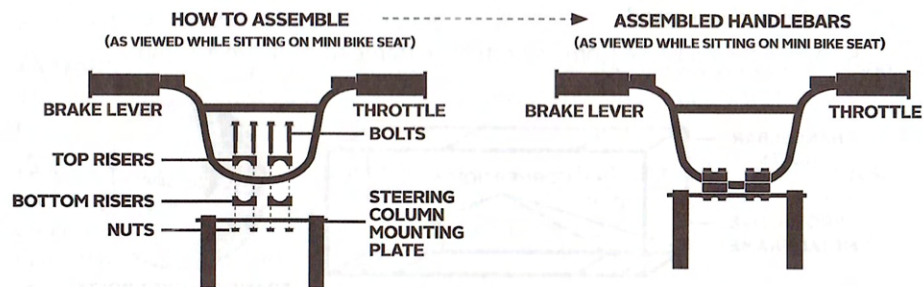 HOW TO ASSEMBLE
(AS VIEWED WHILE SITTING ON MINI BIKE SEAT)
BRAKE LEVER
THROTTLE
BOLTS
TOP RISERS
BOTTOM RISERS
NUTS
STEERING
COLUMN
MOUNTING
PLATE
ASSEMBLED HANDLEBARS
(AS VIEWED WHILE SITTING ON MINI BIKE SEAT)
BRAKE LEVER
THROTTLE